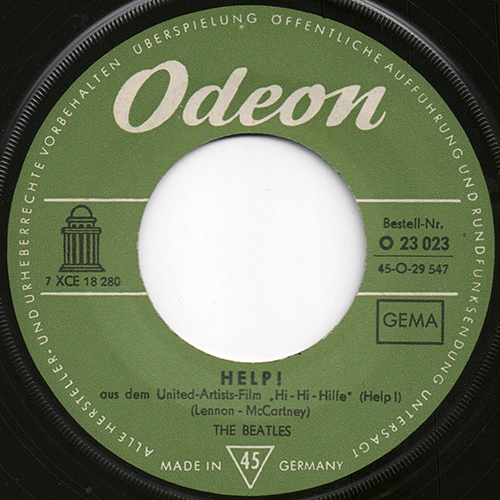 ALLE HERSTELLER- UND URHEBERRECHTE VORBEHALTEN ÜBERSPIELUNG ÖFFENTLICHE AUFFÜHRUNG UND RUNDFUNKSENDUNG UNTERSAGT
Odeon
Bestell-Nr.
O 23 023
7 XCE 18 280
45-O-29 547
GEMA
HELP!
aus dem United-Artists-Film „Hi-Hi-Hilfe“ (Help!)
(Lennon - McCartney)
THE BEATLES
MADE IN 45 GERMANY